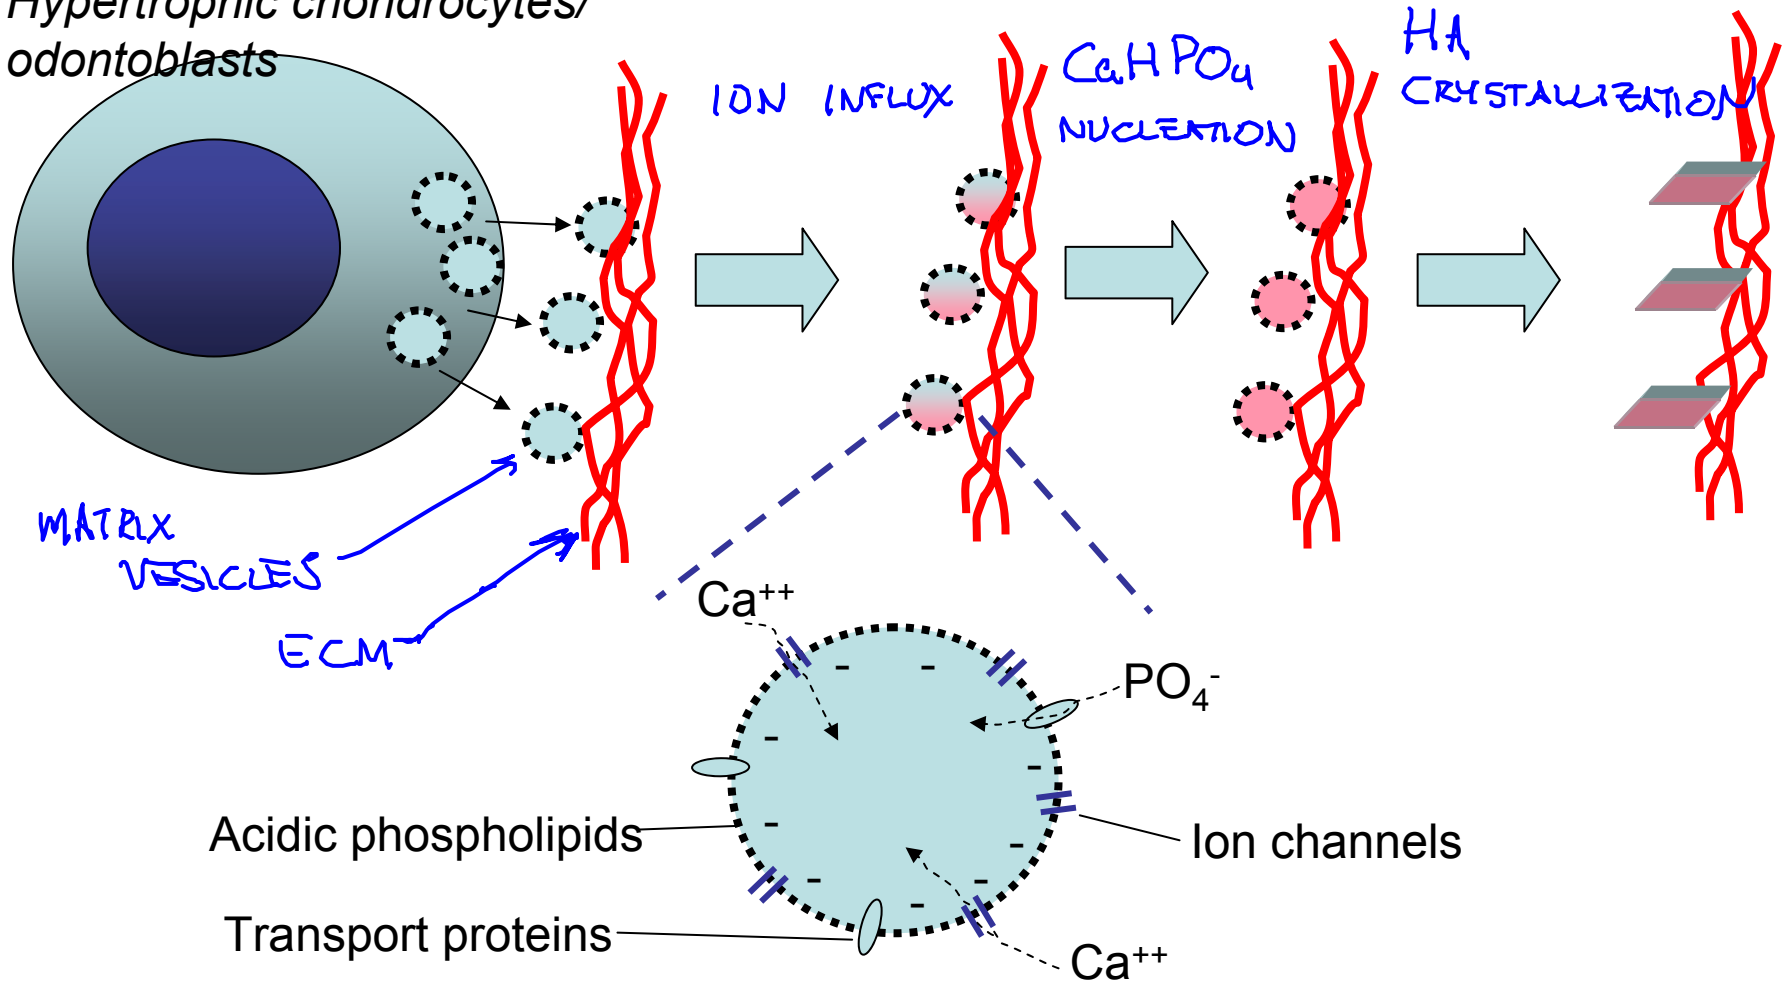 Hypertrophic chondrocytes/
odontoblasts
ION INFLUX
CaHPO4
NUCLEATION
HA
CRYSTALLIZATION
MATRIX
VESICLES
ECM
Ca++
PO4-
Acidic phospholipids
Ion channels
Transport proteins
Ca++
- - - - - - - - - -